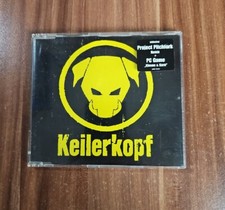 Project Pitchfork
Remix
+
PC Game
Keilerkopf